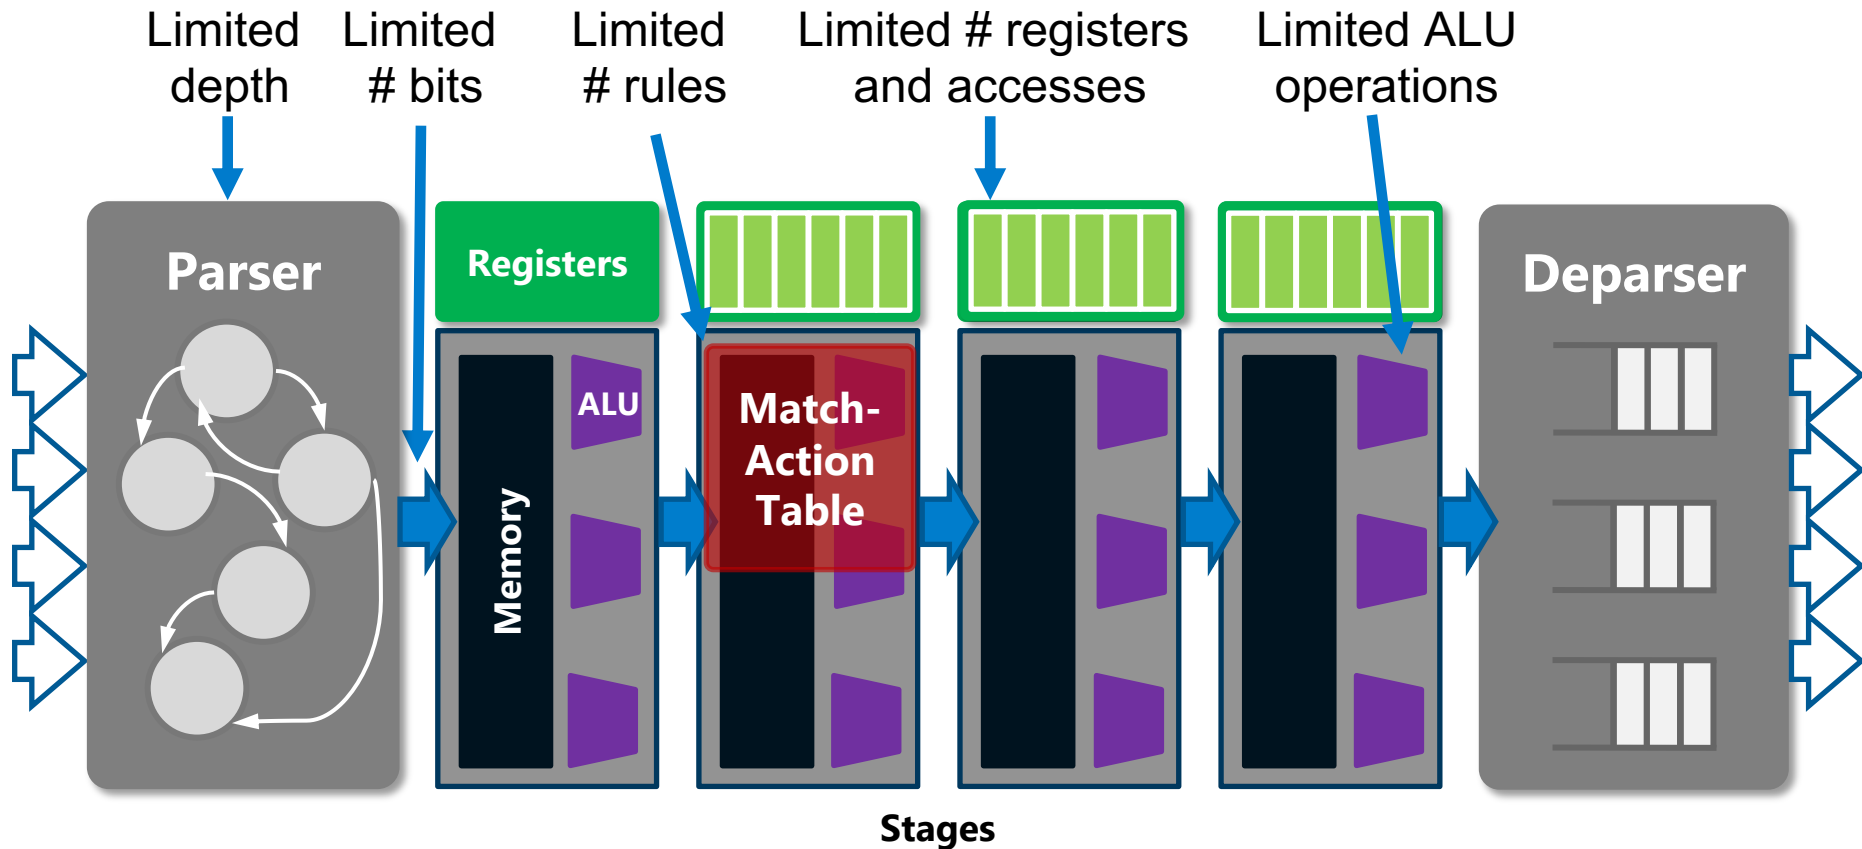 Limited
depth
Limited
# bits
Limited
# rules
Limited # registers
and accesses
Limited ALU
operations
Parser
Registers
Deparser
ALU
Memory
Match-
Action
Table
Stages